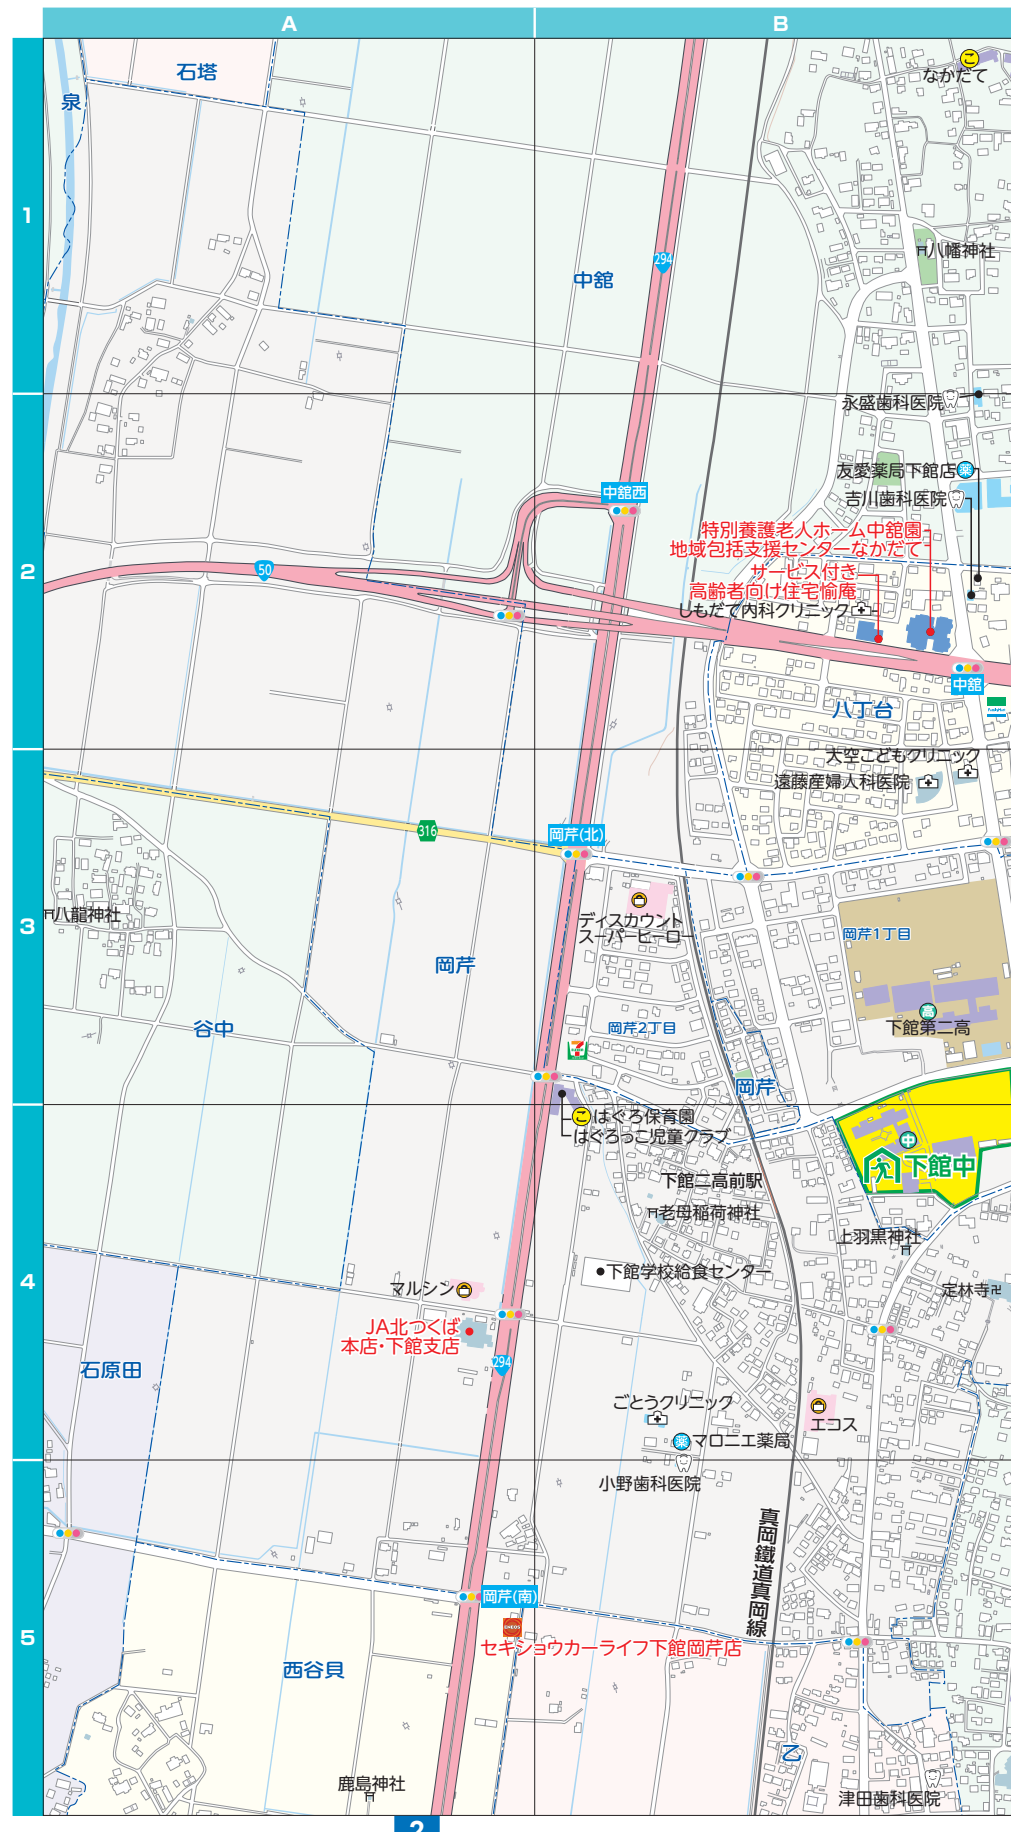 A
B
1
2
3
4
5
石塔
泉
こ
なかだて
八幡神社
中舘
294
永盛歯科医院
友愛薬局下館店
薬
吉川歯科医院
中舘西
特別養護老人ホーム中舘園
地域包括支援センターなかだて
サービス付き
高齢者向け住宅愉庵
しもだて内科クリニック
50
中舘
八丁台
FamilyMart
大空こどもクリニック
遠藤産婦人科医院
316
岡芹(北)
ディスカウント
スーパーヒーロー
八龍神社
岡芹1丁目
岡芹
高
下館第二高
谷中
岡芹2丁目
7
岡芹
こ
はぐろ保育園
はぐろっこ児童クラブ
中
下館中
下館二高前駅
老母稲荷神社
上羽黒神社
下館学校給食センター
マルシン
定林寺
JA北つくば
本店・下館支店
294
石原田
ごとうクリニック
エコス
薬
マロニエ薬局
小野歯科医院
真岡鐵道真岡線
岡芹(南)
ENEOS
セキショウカーライフ下館岡芹店
西谷貝
乙
鹿島神社
津田歯科医院
2